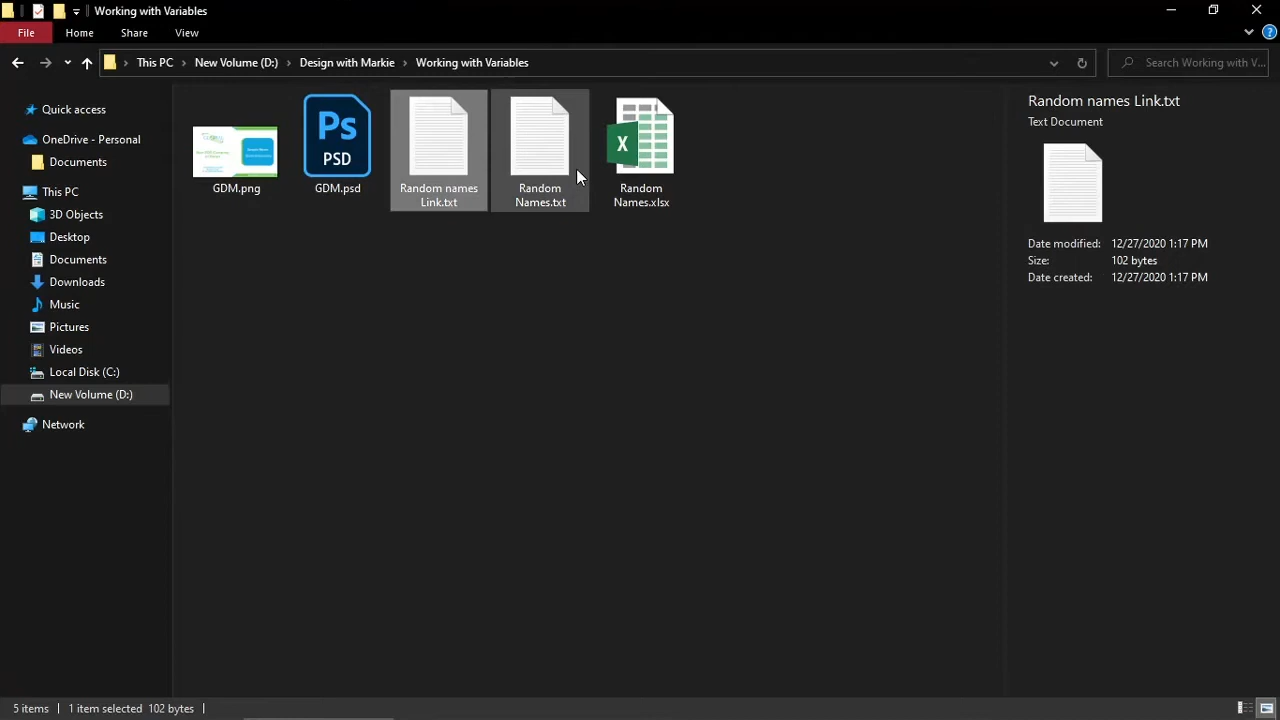 Working with Variables
File
Home
Share
View
This PC
New Volume (D:)
Design with Markie
Working with Variables
Search Working with V...
Quick access
OneDrive - Personal
Documents
This PC
3D Objects
Desktop
Documents
Downloads
Music
Pictures
Videos
Local Disk (C:)
New Volume (D:)
Network
GDM.png
Ps
PSD
GDM.psd
Random names
Link.txt
Random
Names.txt
X
Random
Names.xlsx
Random names Link.txt
Text Document
Date modified: 12/27/2020 1:17 PM
Size: 102 bytes
Date created: 12/27/2020 1:17 PM
5 items
1 item selected 102 bytes